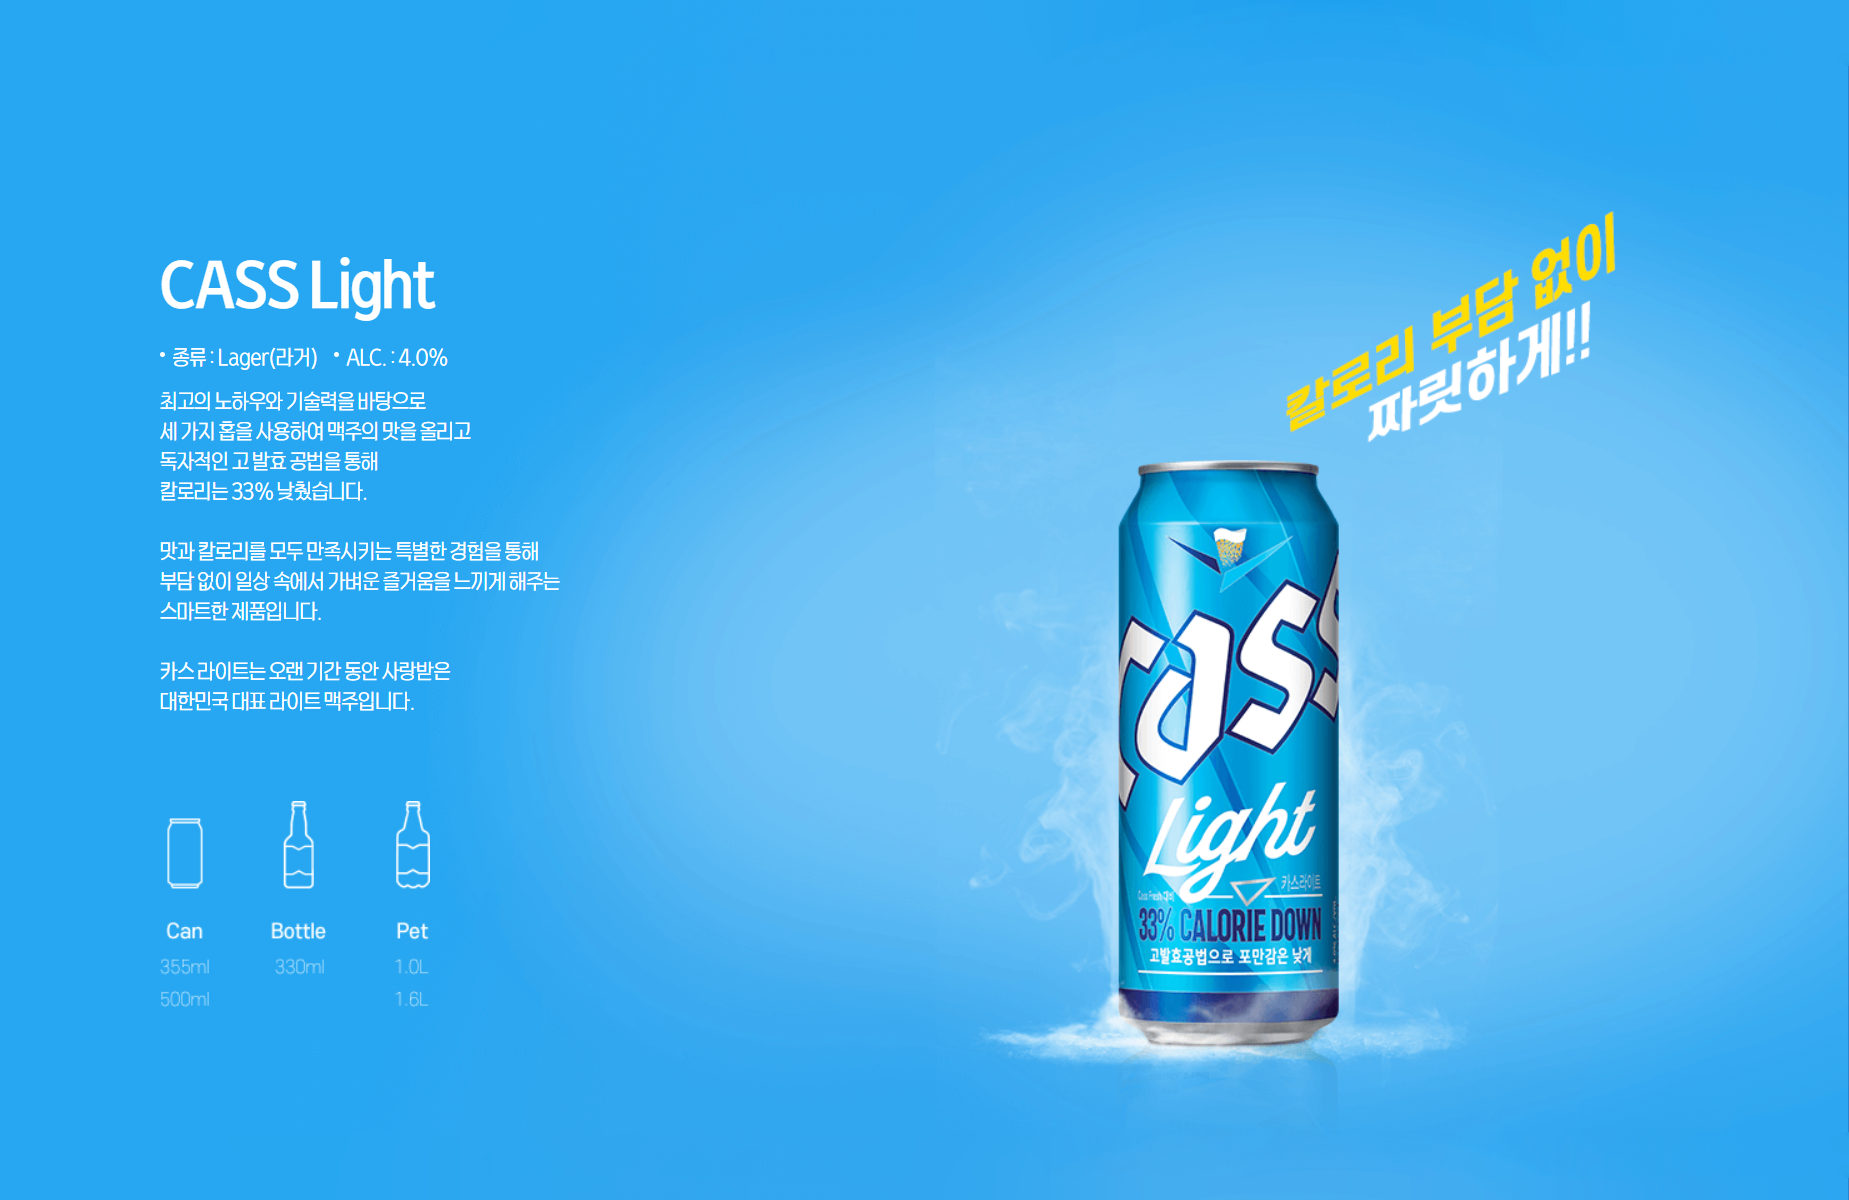 CASS Light
• 종류 : Lager(라거) • ALC. : 4.0%
최고의 노하우와 기술력을 바탕으로
세 가지 홉을 사용하여 맥주의 맛을 올리고
독자적인 고 발효 공법을 통해
칼로리는 33% 낮췄습니다.
맛과 칼로리를 모두 만족시키는 특별한 경험을 통해
부담 없이 일상 속에서 가벼운 즐거움을 느끼게 해주는
스마트한 제품입니다.
카스 라이트는 오랜 기간 동안 사랑받은
대한민국 대표 라이트 맥주입니다.
Can Bottle Pet
355ml 330ml 1.0L
500ml 1.6L
칼로리 부담 없이
짜릿하게!!
Cass
Light
카스라이트
Cass Fresh 대비
33% CALORIE DOWN
고발효공법으로 포만감은 낮게